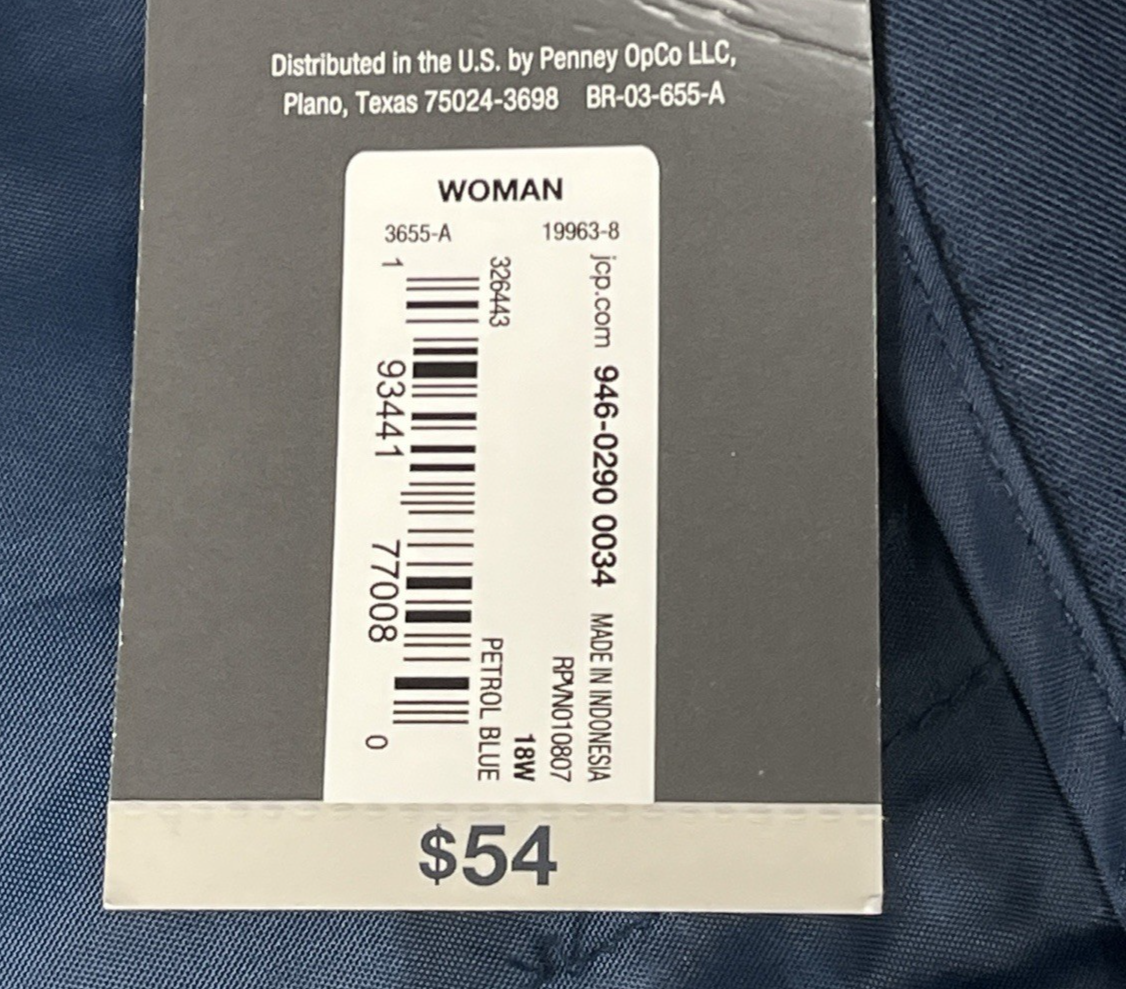 Distributed in the U.S. by Penney OpCo LLC,
Plano, Texas 75024-3698 BR-03-655-A
WOMAN
3655-A 19963-8
jcp.com 946-0290 0034 MADE IN INDONESIA
RPVN010807
18W
326443 PETROL BLUE
1 93441 77008 0
$54